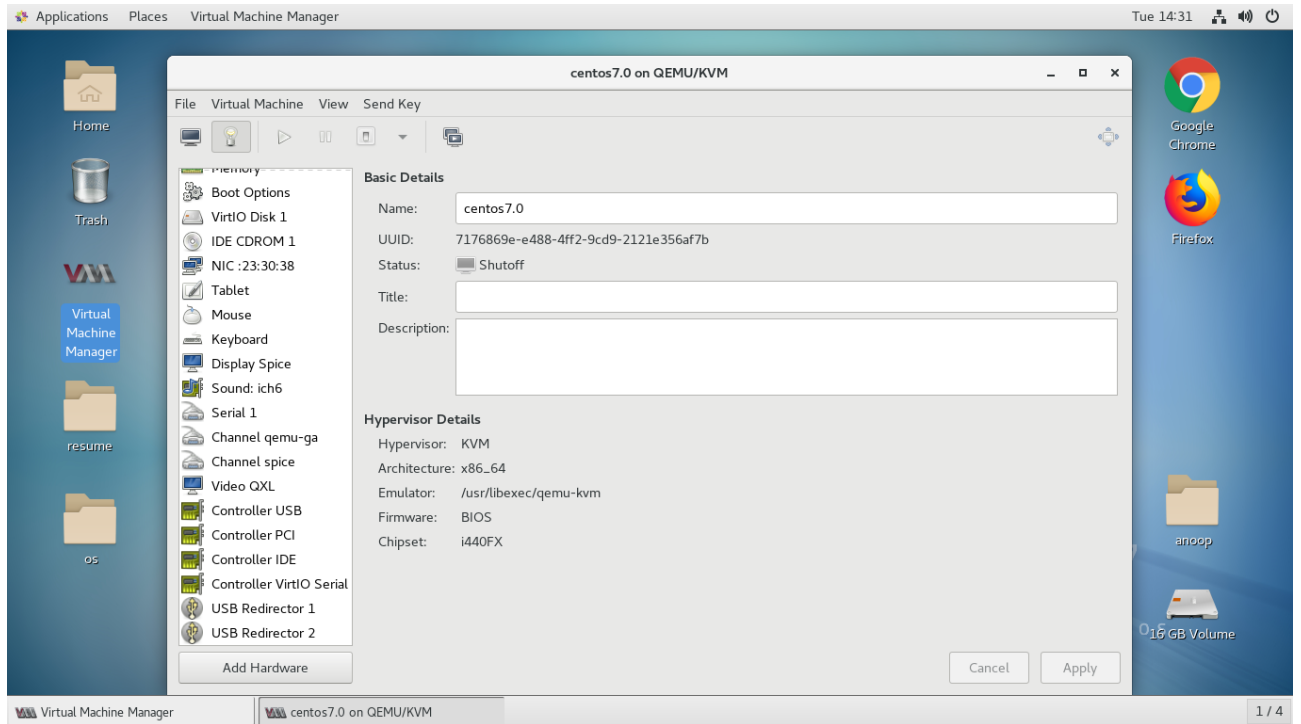 Applications Places Virtual Machine Manager Tue 14:31
centos7.0 on QEMU/KVM
File Virtual Machine View Send Key
Home
Trash
Virtual
Machine
Manager
resume
os
Memory
Boot Options
VirtIO Disk 1
IDE CDROM 1
NIC :23:30:38
Tablet
Mouse
Keyboard
Display Spice
Sound: ich6
Serial 1
Channel qemu-ga
Channel spice
Video QXL
Controller USB
Controller PCI
Controller IDE
Controller VirtIO Serial
USB Redirector 1
USB Redirector 2
Add Hardware
Basic Details
Name: centos7.0
UUID: 7176869e-e488-4ff2-9cd9-2121e356af7b
Status: Shutoff
Title:
Description:
Hypervisor Details
Hypervisor: KVM
Architecture: x86_64
Emulator: /usr/libexec/qemu-kvm
Firmware: BIOS
Chipset: i440FX
Cancel Apply
Google
Chrome
Firefox
anoop
16 GB Volume
Virtual Machine Manager centos7.0 on QEMU/KVM 1 / 4